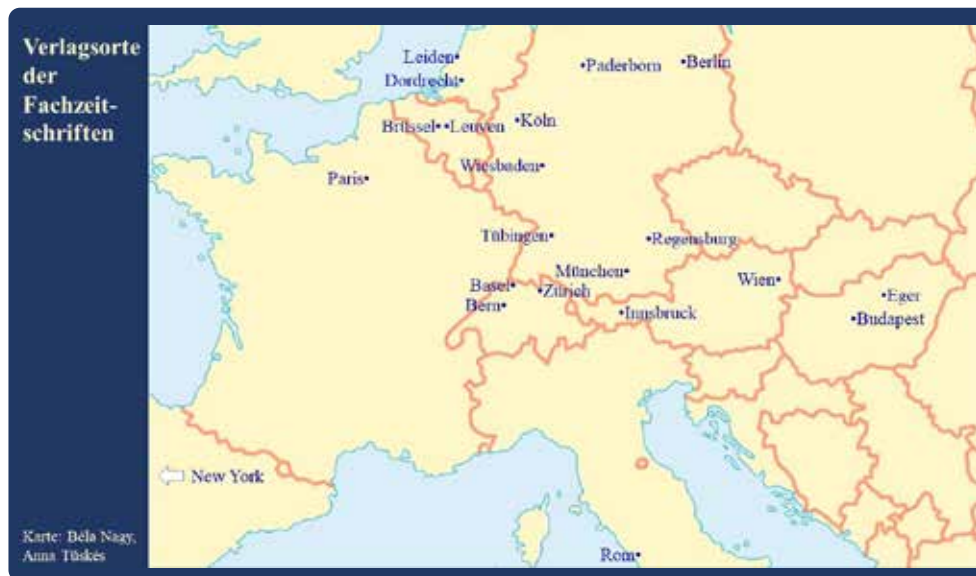 Verlagsorte
der
Fachzeit-
schriften
Leiden
Paderborn
Berlin
Dordrecht
Brüssel
Leuven
Köln
Wiesbaden
Paris
Tübingen
Regensburg
München
Wien
Basel
Zürich
Eger
Bern
Innsbruck
Budapest
New York
Rom
Karte: Béla Nagy,
Anna Tüskés